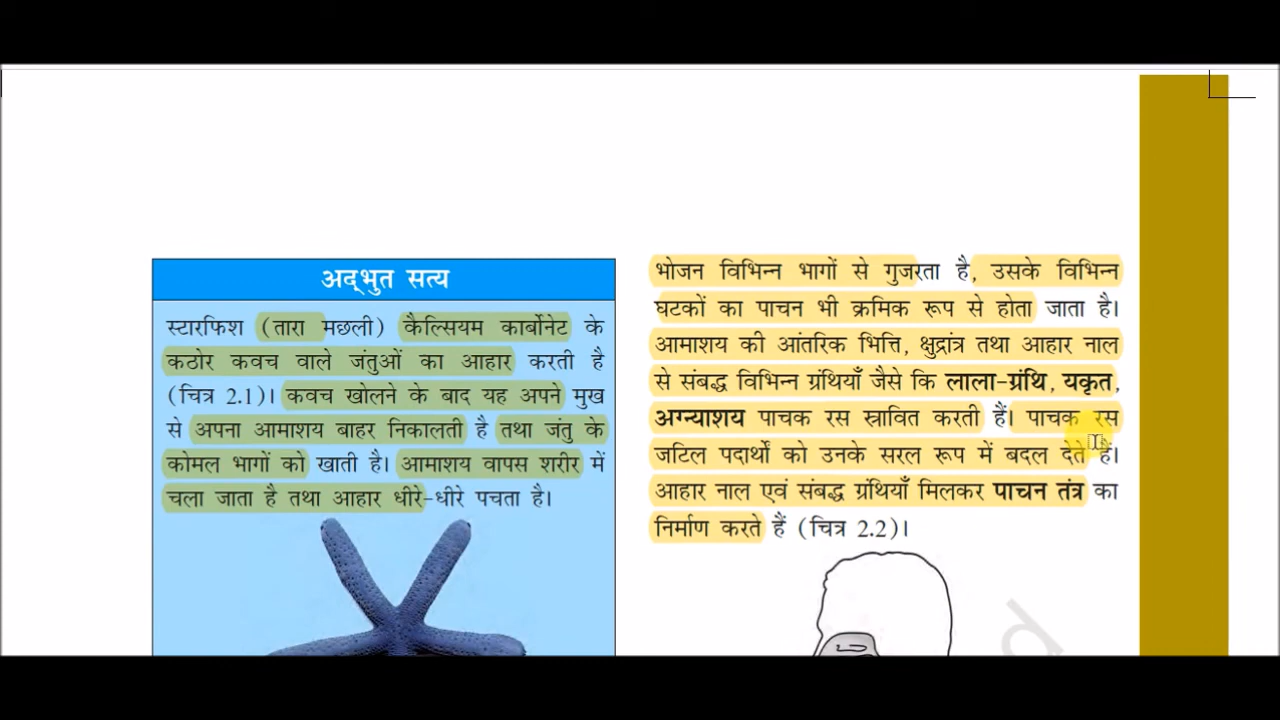 अद्भुत सत्य
स्टारफिश (तारा मछली) कैल्सियम कार्बोनेट के
कठोर कवच वाले जंतुओं का आहार करती है
(चित्र 2.1)। कवच खोलने के बाद यह अपने मुख
से अपना आमाशय बाहर निकालती है तथा जंतु के
कोमल भागों को खाती है। आमाशय वापस शरीर में
चला जाता है तथा आहार धीरे-धीरे पचता है।
भोजन विभिन्न भागों से गुजरता है, उसके विभिन्न
घटकों का पाचन भी क्रमिक रूप से होता जाता है।
आमाशय की आंतरिक भित्ति, क्षुद्रांत्र तथा आहार नाल
से संबद्ध विभिन्न ग्रंथियाँ जैसे कि लाला-ग्रंथि, यकृत,
अग्न्याशय पाचक रस स्रावित करती हैं। पाचक रस
जटिल पदार्थों को उनके सरल रूप में बदल देते हैं।
आहार नाल एवं संबद्ध ग्रंथियाँ मिलकर पाचन तंत्र का
निर्माण करते हैं (चित्र 2.2)।
d